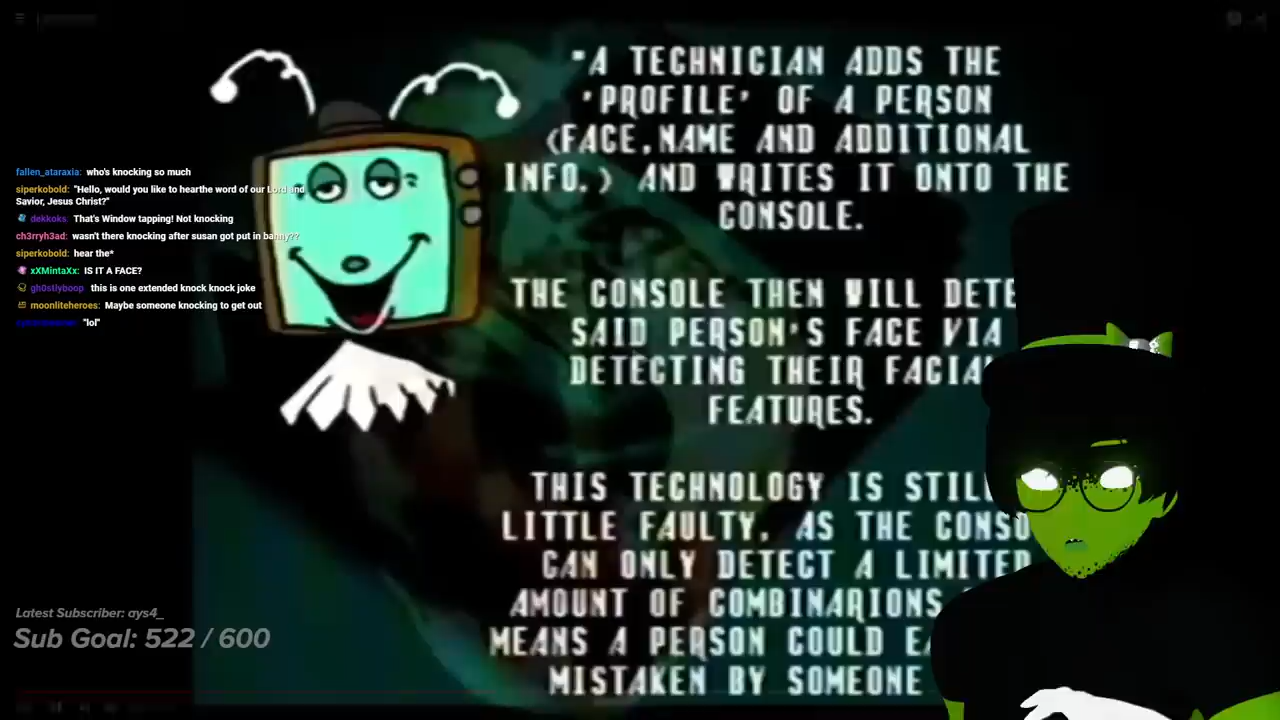 "A TECHNICIAN ADDS THE
'PROFILE' OF A PERSON
(FACE,NAME AND ADDITIONAL
INFO.) AND WRITES IT ONTO THE
CONSOLE.
THE CONSOLE THEN WILL DETE
SAID PERSON'S FACE VIA
DETECTING THEIR FACIAL
FEATURES.
THIS TECHNOLOGY IS STIL
LITTLE FAULTY, AS THE CONSO
CAN ONLY DETECT A LIMITED
AMOUNT OF COMBINARIONS
MEANS A PERSON COULD EA
MISTAKEN BY SOMEONE
fallen_ataraxia: who's knocking so much
siperkobold: "Hello, would you like to hearthe word of our Lord and
Savior, Jesus Christ?"
dekkoks: That's Window tapping! Not knocking
ch3rryh3ad: wasn't there knocking after susan got put in banny??
siperkobold: hear the*
xXMintaXx: IS IT A FACE?
gh0stlyboop: this is one extended knock knock joke
moonliteheroes: Maybe someone knocking to get out
"lol"
Latest Subscriber: ays4_
Sub Goal: 522 / 600